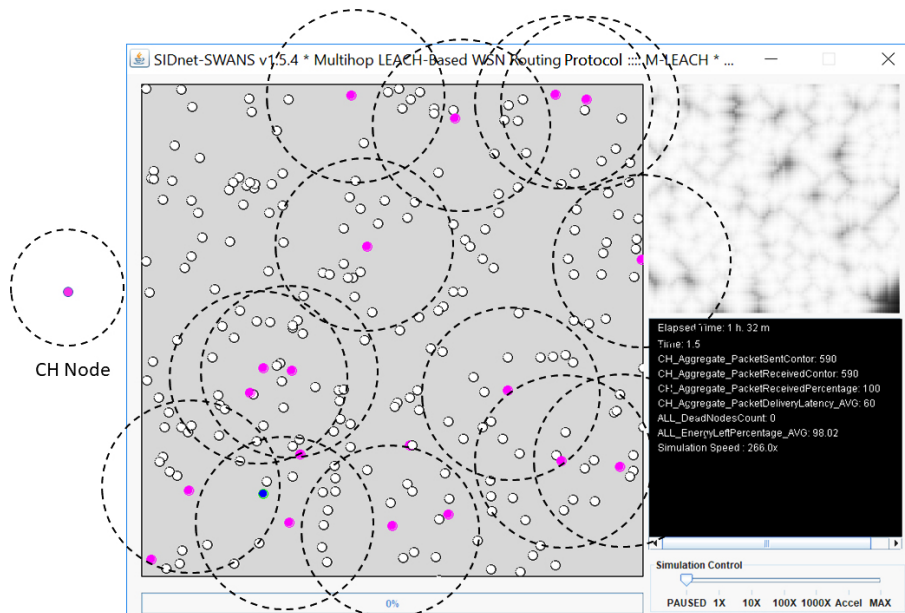 SIDnet-SWANS v1.5.4 * Multihop LEACH-Based WSN Routing Protocol :::: M-LEACH * ...
CH Node
Elapsed Time: 1 h. 32 m
Time: 1.5
CH_Aggregate_PacketSentContor: 590
CH_Aggregate_PacketReceivedContor: 590
CH_Aggregate_PacketReceivedPercentage: 100
CH_Aggregate_PacketDeliveryLatency_AVG: 60
ALL_DeadNodesCount: 0
ALL_EnergyLeftPercentage_AVG: 98.02
Simulation Speed : 266.0x
Simulation Control
PAUSED 1X 10X 100X 1000X Accel MAX
0%